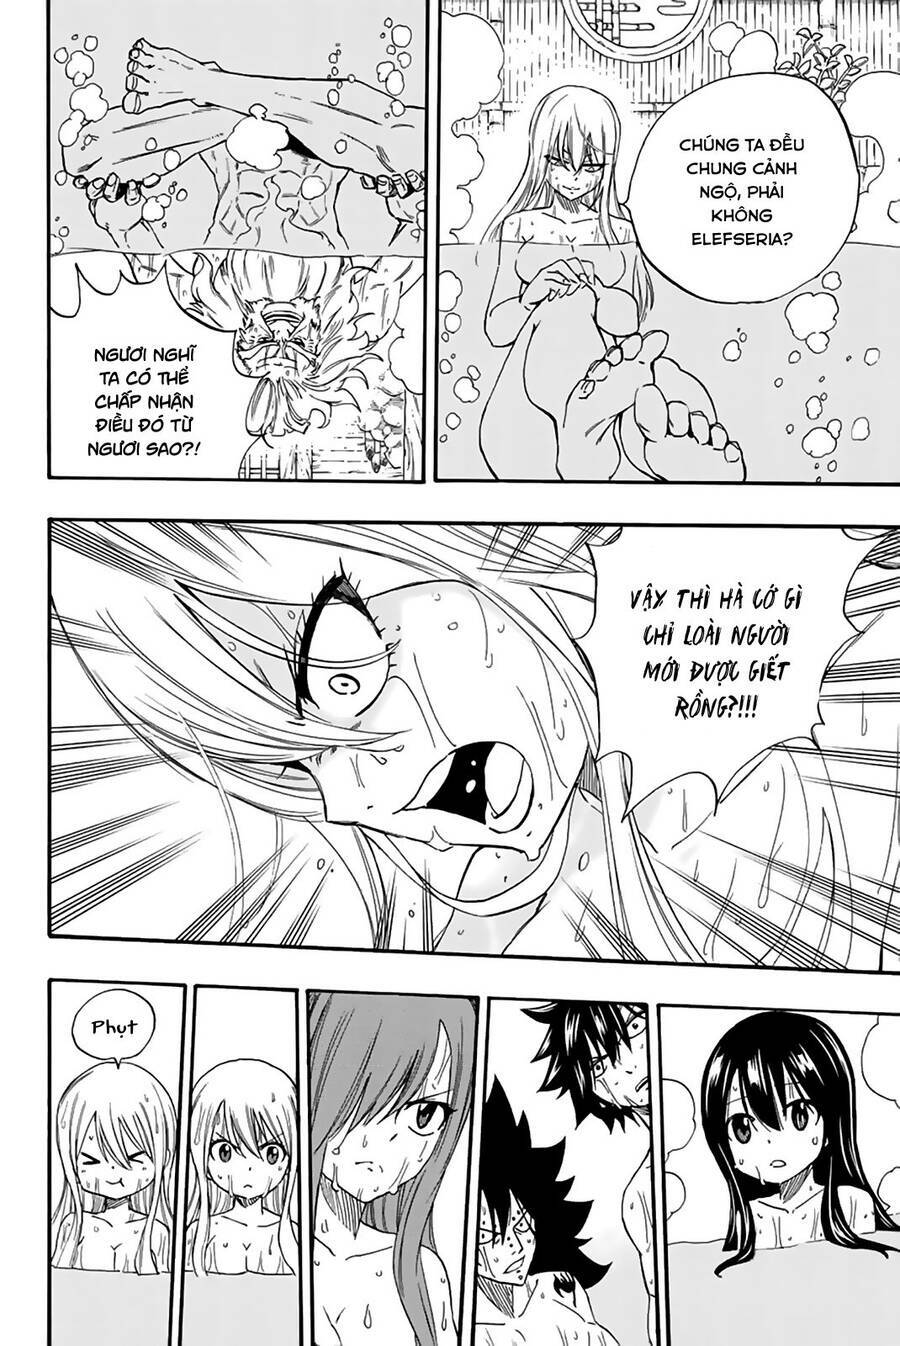 CHÚNG TA ĐỀU
CHUNG CẢNH
NGỘ, PHẢI
KHÔNG
ELEFSERIA?
NGƯƠI NGHĨ
TA CÓ THỂ
CHẤP NHẬN
ĐIỀU ĐÓ TỪ
NGƯƠI SAO?!
VẬY THÌ HÀ CỚ GÌ
CHỈ LOÀI NGƯỜI
MỚI ĐƯỢC GIẾT
RỒNG?!!!
Phụt